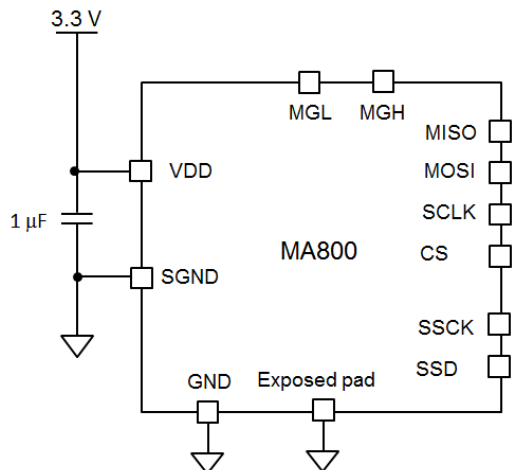 3.3 V
MGL
MGH
MISO
VDD
MOSI
SCLK
1 µF
MA800
CS
SGND
SSCK
SSD
GND
Exposed pad